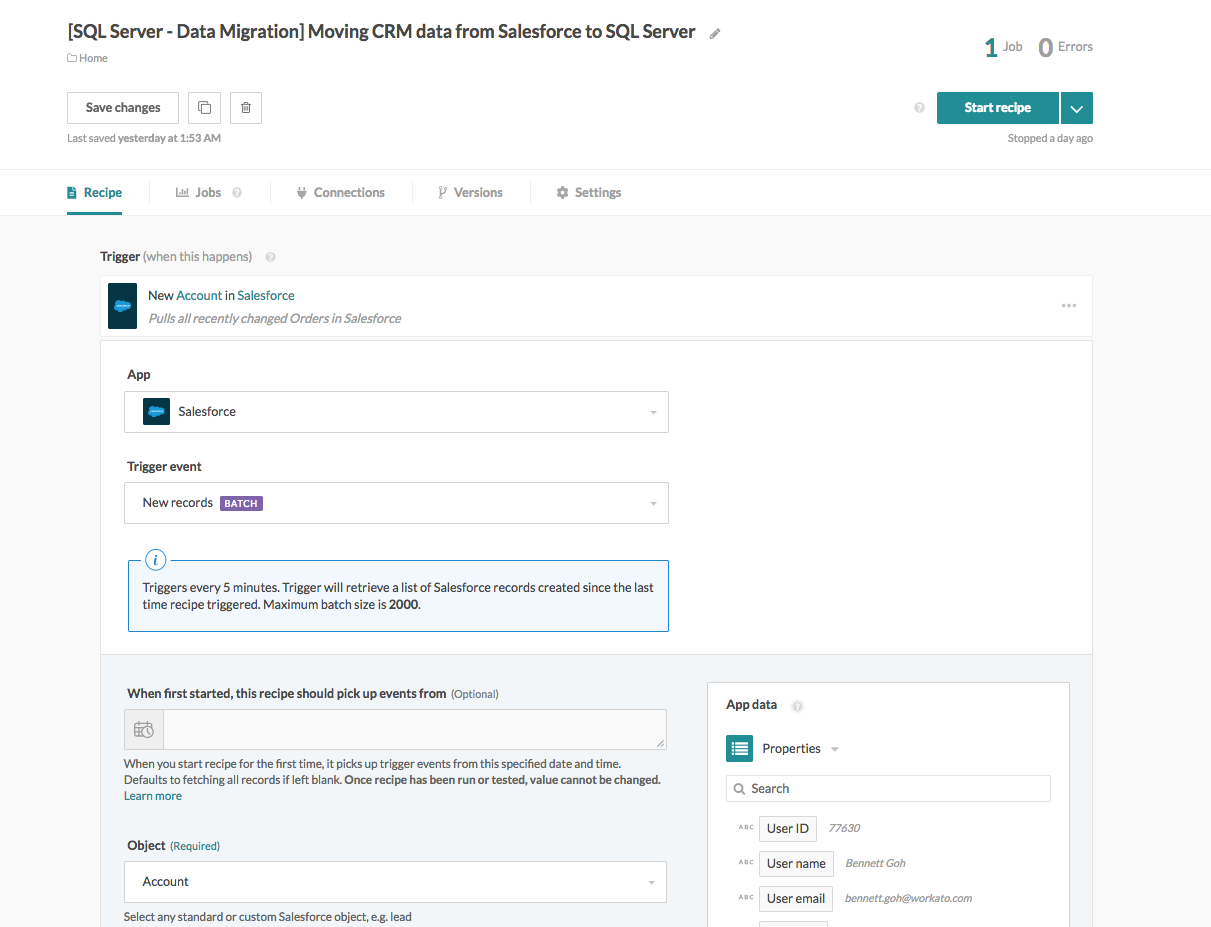 [SQL Server - Data Migration] Moving CRM data from Salesforce to SQL Server
Home
1 Job 0 Errors
Save changes
Start recipe
Last saved yesterday at 1:53 AM
Stopped a day ago
Recipe
Jobs
Connections
Versions
Settings
Trigger (when this happens)
New Account in Salesforce
Pulls all recently changed Orders in Salesforce
App
Salesforce
Trigger event
New records BATCH
Triggers every 5 minutes. Trigger will retrieve a list of Salesforce records created since the last
time recipe triggered. Maximum batch size is 2000.
When first started, this recipe should pick up events from (Optional)
When you start recipe for the first time, it picks up trigger events from this specified date and time.
Defaults to fetching all records if left blank. Once recipe has been run or tested, value cannot be changed.
Learn more
Object (Required)
Account
Select any standard or custom Salesforce object, e.g. lead
App data
Properties
Search
ABC User ID 77630
ABC User name Bennett Goh
ABC User email bennett.goh@workato.com